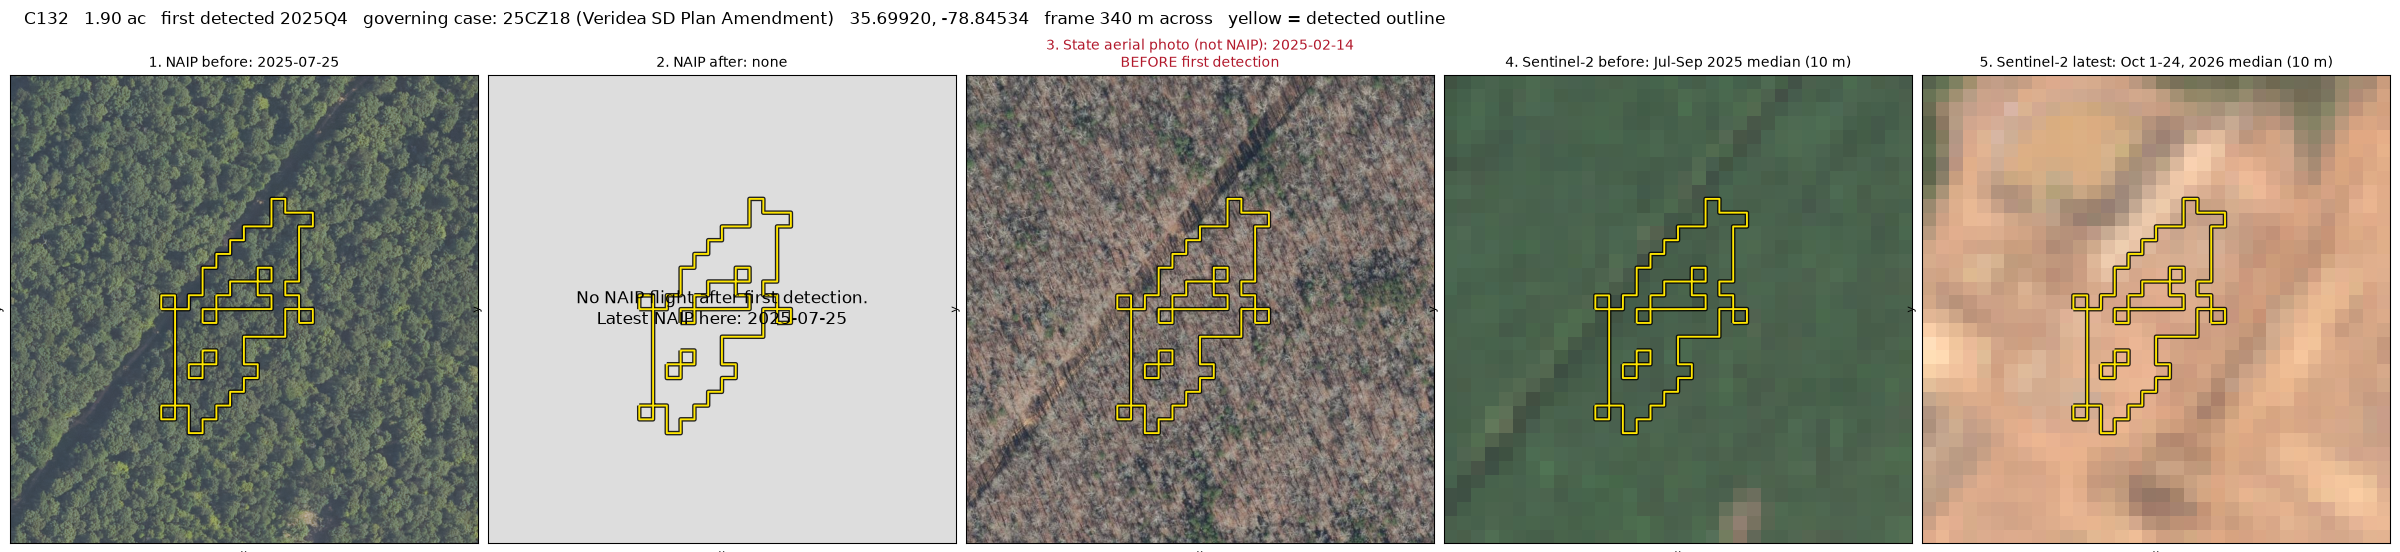 C132   1.90 ac   first detected 2025Q4   governing case: 25CZ18 (Veridea SD Plan Amendment)   35.69920, -78.84534   frame 340 m across   yellow = detected outline
1. NAIP before: 2025-07-25
2. NAIP after: none
3. State aerial photo (not NAIP): 2025-02-14
BEFORE first detection
4. Sentinel-2 before: Jul-Sep 2025 median (10 m)
5. Sentinel-2 latest: Oct 1-24, 2026 median (10 m)
No NAIP flight after first detection.
Latest NAIP here: 2025-07-25